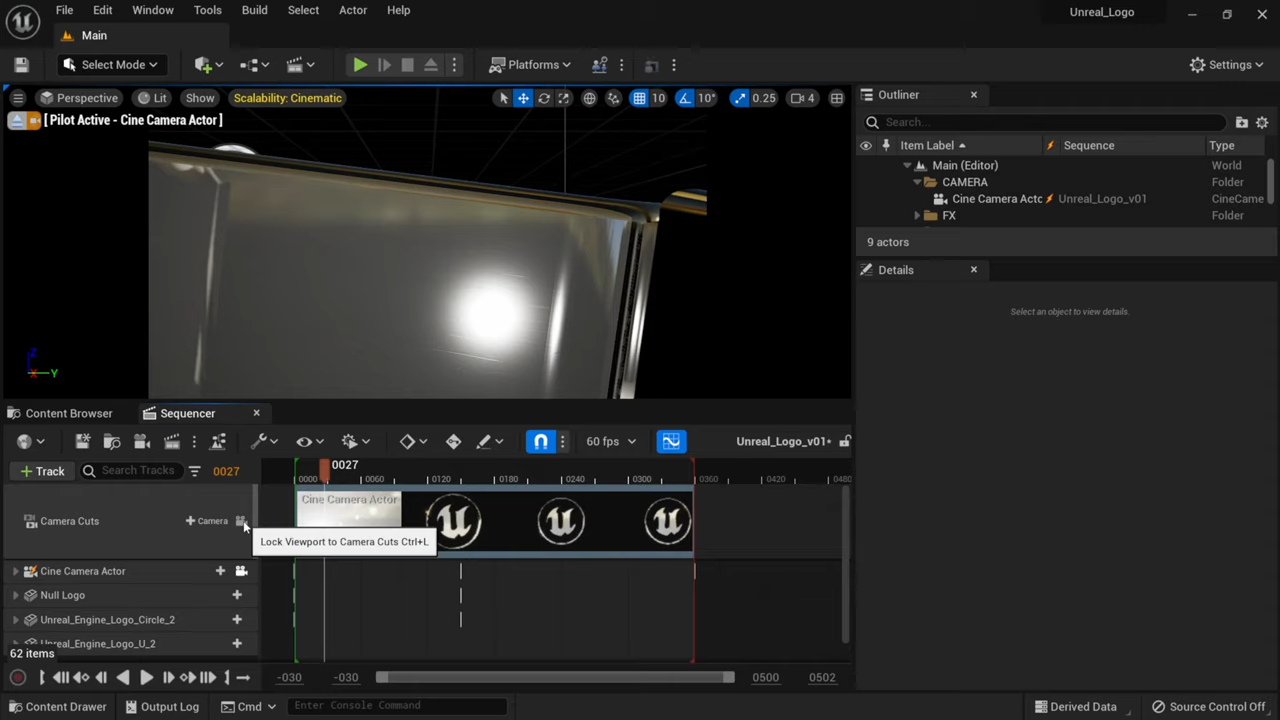 File Edit Window Tools Build Select Actor Help
Unreal_Logo
Main
Select Mode
Platforms
Settings
Perspective Lit Show Scalability: Cinematic 10 10° 0.25 4
[ Pilot Active - Cine Camera Actor ]
Z
X Y
Outliner
Search...
Item Label Sequence Type
Main (Editor) World
CAMERA Folder
Cine Camera Actc Unreal_Logo_v01 CineCame
FX Folder
9 actors
Details
Select an object to view details.
Content Browser Sequencer
60 fps Unreal_Logo_v01*
Track Search Tracks 0027
0027
0000 0060 0120 0180 0240 0300 0360 0420 0480
Camera Cuts + Camera
Cine Camera Actor
Lock Viewport to Camera Cuts Ctrl+L
Cine Camera Actor
Null Logo
Unreal_Engine_Logo_Circle_2
Unreal_Engine_Logo_U_2
62 items
-030 -030 0500 0502
Content Drawer Output Log Cmd Enter Console Command Derived Data Source Control Off